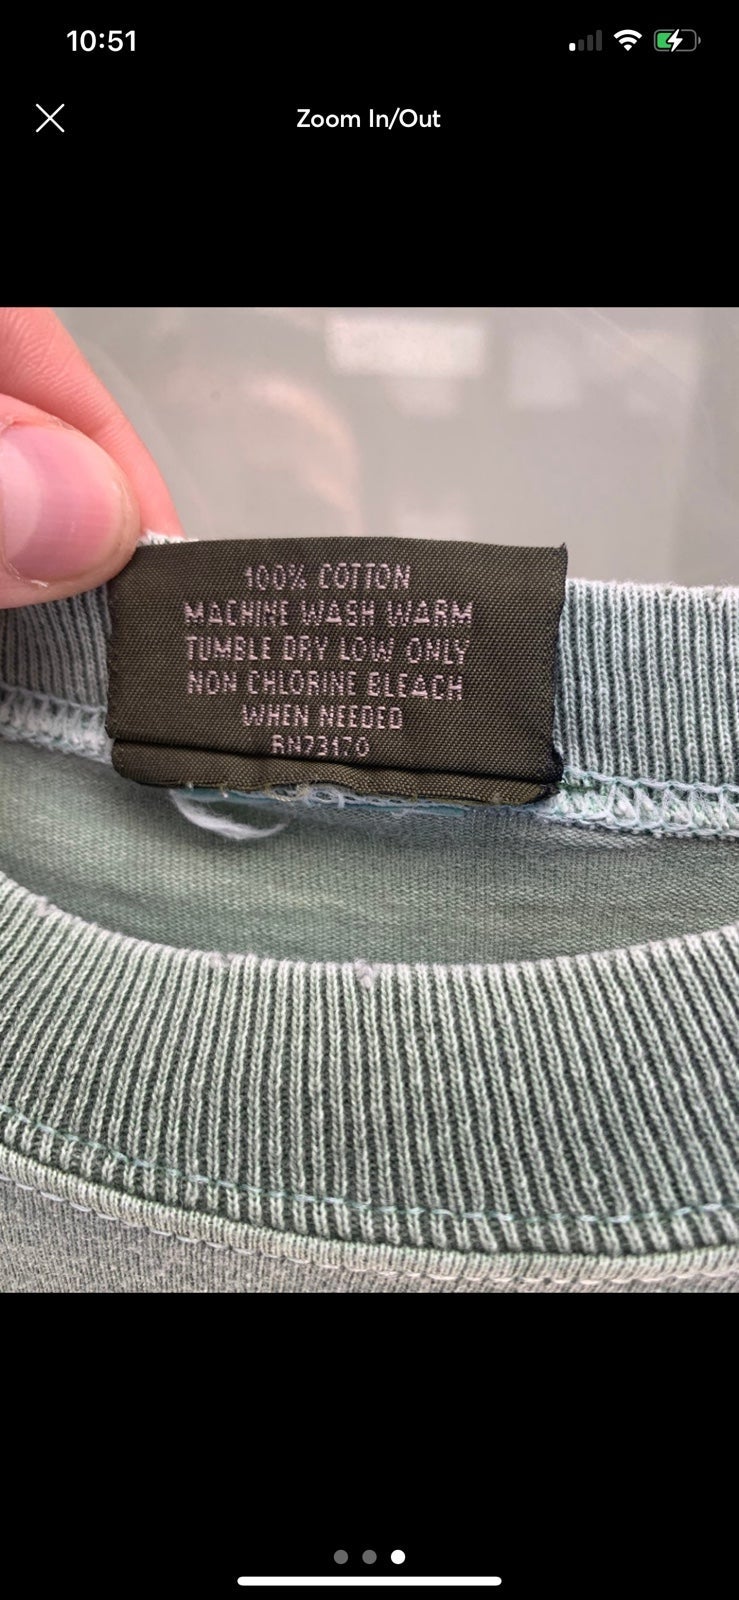 10:51
Zoom In/Out
100% COTTON
MACHINE WASH WARM
TUMBLE DRY LOW ONLY
NON CHLORINE BLEACH
WHEN NEEDED
RN73170